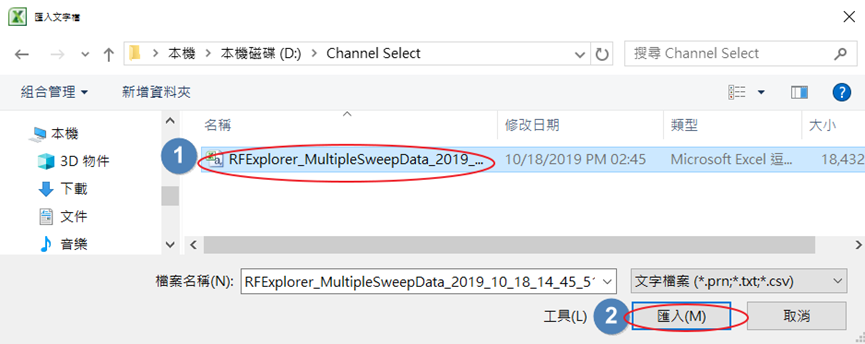 匯入文字檔
本機 > 本機磁碟 (D:) > Channel Select
搜尋 Channel Select
組合管理
新增資料夾
名稱
修改日期
類型
大小
本機
3D 物件
下載
文件
音樂
1
RFExplorer_MultipleSweepData_2019_...
10/18/2019 PM 02:45
Microsoft Excel 逗...
18,432
檔案名稱(N):
RFExplorer_MultipleSweepData_2019_10_18_14_45_51
文字檔案 (*.prn;*.txt;*.csv)
工具(L)
2
匯入(M)
取消